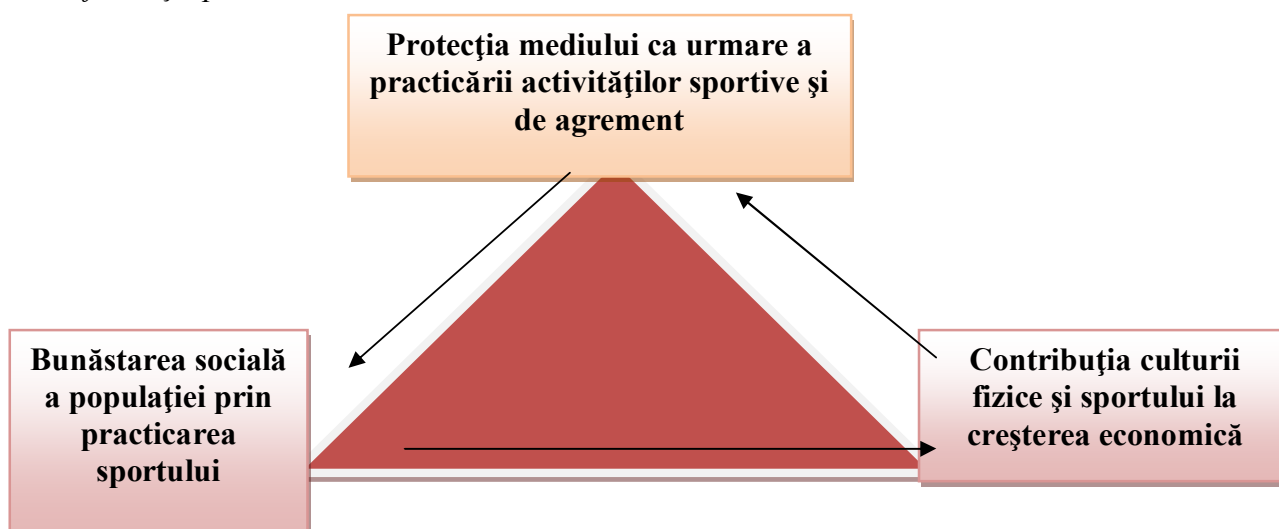 Protecţia mediului ca urmare a
practicării activităţilor sportive şi
de agrement
Bunăstarea socială
a populaţiei prin
practicarea
sportului
Contribuţia culturii
fizice şi sportului la
creşterea economică